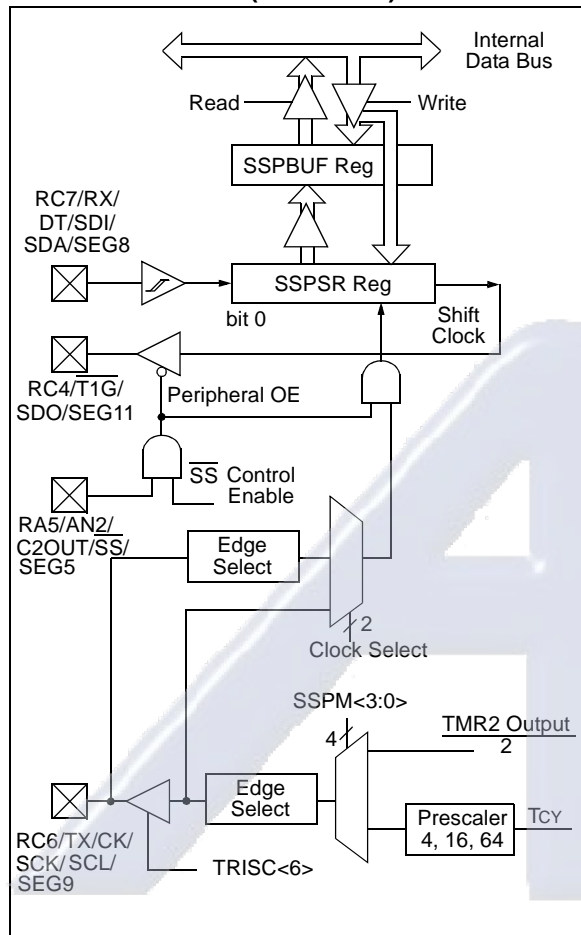 Internal
Data Bus
Read
Write
SSPBUF Reg
RC7/RX/
DT/SDI/
SDA/SEG8
SSPSR Reg
bit 0
Shift
Clock
RC4/T1G/
SDO/SEG11
Peripheral OE
SS Control
Enable
RA5/AN2/
C2OUT/SS/
SEG5
Edge
Select
2
Clock Select
SSPM<3:0>
4
TMR2 Output
2
Edge
Select
Prescaler
4, 16, 64
TCY
RC6/TX/CK/
SCK/SCL/
SEG9
TRISC<6>